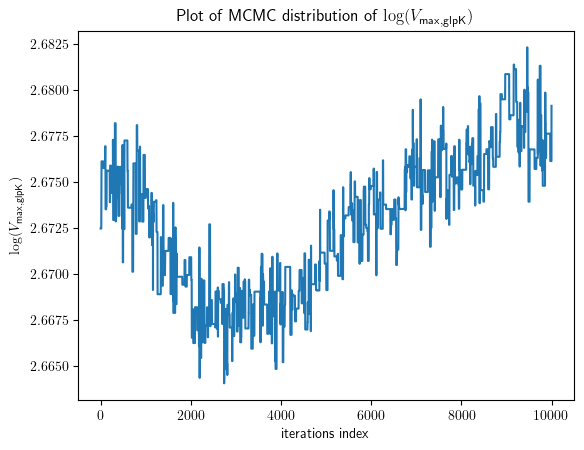 Plot of MCMC distribution of log(V_max,glpK)
2.6825
2.6800
2.6775
2.6750
2.6725
2.6700
2.6675
2.6650
log(V_max,glpK)
0 2000 4000 6000 8000 10000
iterations index